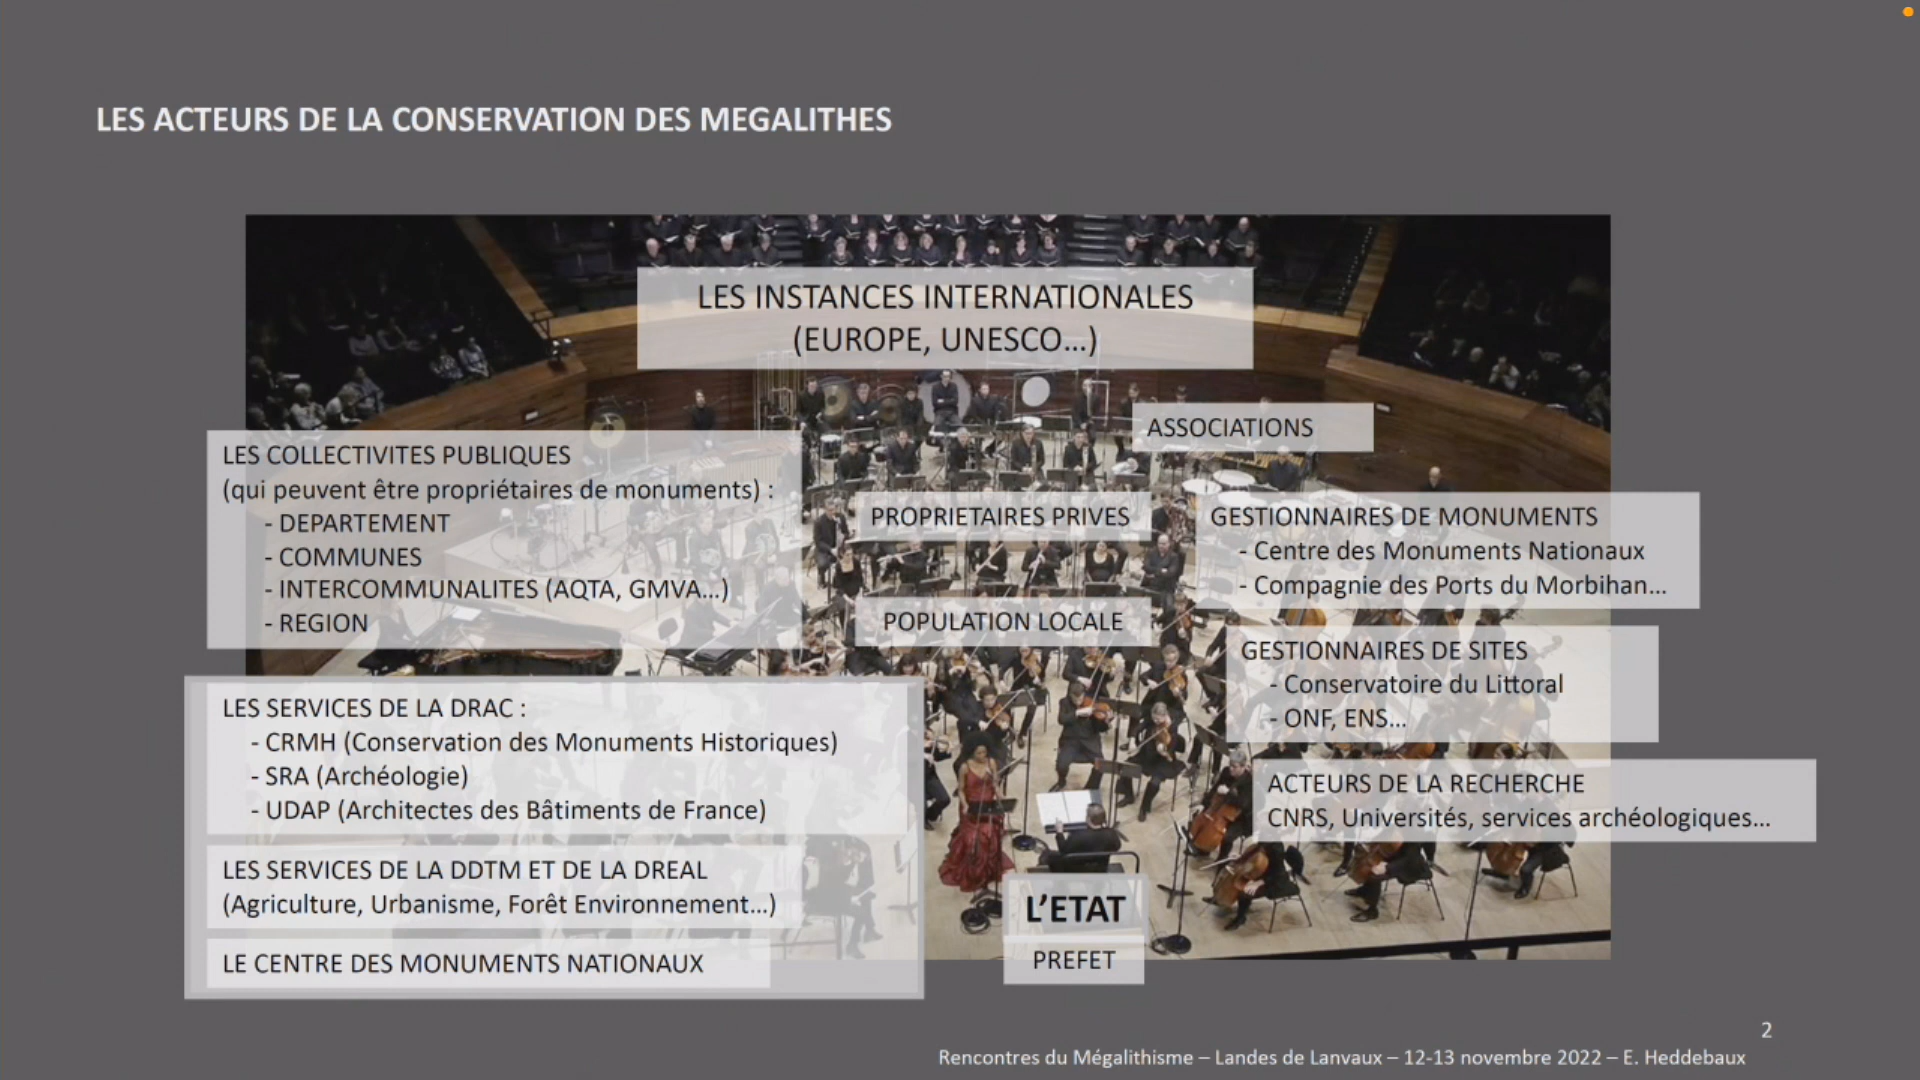 LES ACTEURS DE LA CONSERVATION DES MEGALITHES
LES INSTANCES INTERNATIONALES
(EUROPE, UNESCO...)
ASSOCIATIONS
LES COLLECTIVITES PUBLIQUES
(qui peuvent être propriétaires de monuments) :
- DEPARTEMENT
- COMMUNES
- INTERCOMMUNALITES (AQTA, GMVA...)
- REGION
PROPRIETAIRES PRIVES
POPULATION LOCALE
GESTIONNAIRES DE MONUMENTS
- Centre des Monuments Nationaux
- Compagnie des Ports du Morbihan...
GESTIONNAIRES DE SITES
- Conservatoire du Littoral
- ONF, ENS...
LES SERVICES DE LA DRAC :
- CRMH (Conservation des Monuments Historiques)
- SRA (Archéologie)
- UDAP (Architectes des Bâtiments de France)
LES SERVICES DE LA DDTM ET DE LA DREAL
(Agriculture, Urbanisme, Forêt Environnement...)
LE CENTRE DES MONUMENTS NATIONAUX
ACTEURS DE LA RECHERCHE
CNRS, Universités, services archéologiques...
L'ETAT
PREFET
2
Rencontres du Mégalithisme – Landes de Lanvaux – 12-13 novembre 2022 – E. Heddebaux